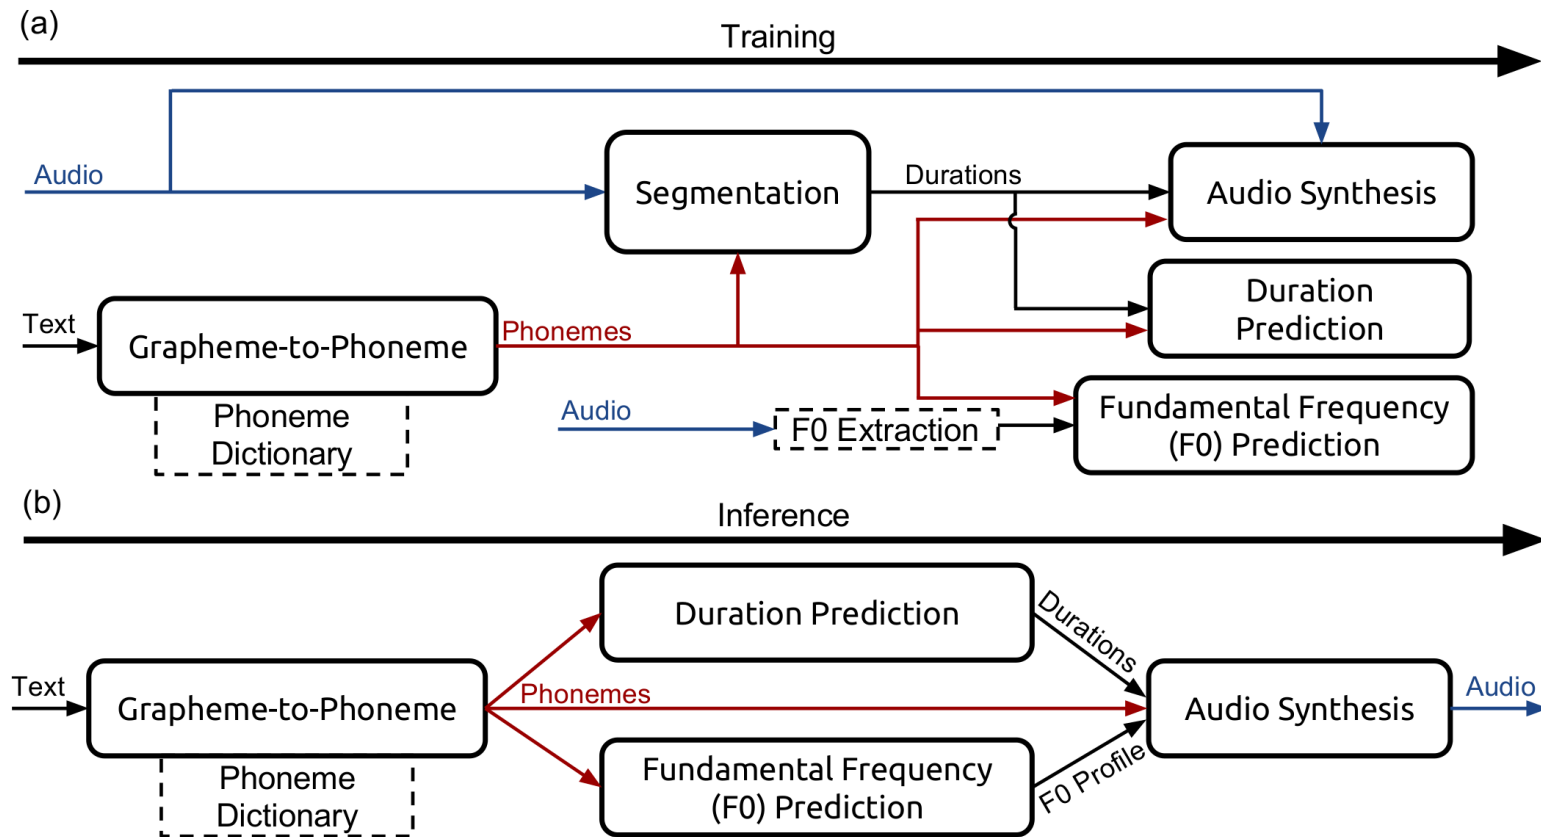 (a)
Training
Audio
Segmentation
Durations
Audio Synthesis
Text
Grapheme-to-Phoneme
Phonemes
Duration
Prediction
Phoneme
Dictionary
Audio
F0 Extraction
Fundamental Frequency
(F0) Prediction
(b)
Inference
Duration Prediction
Durations
Text
Grapheme-to-Phoneme
Phonemes
Audio Synthesis
Audio
Phoneme
Dictionary
Fundamental Frequency
(F0) Prediction
F0 Profile